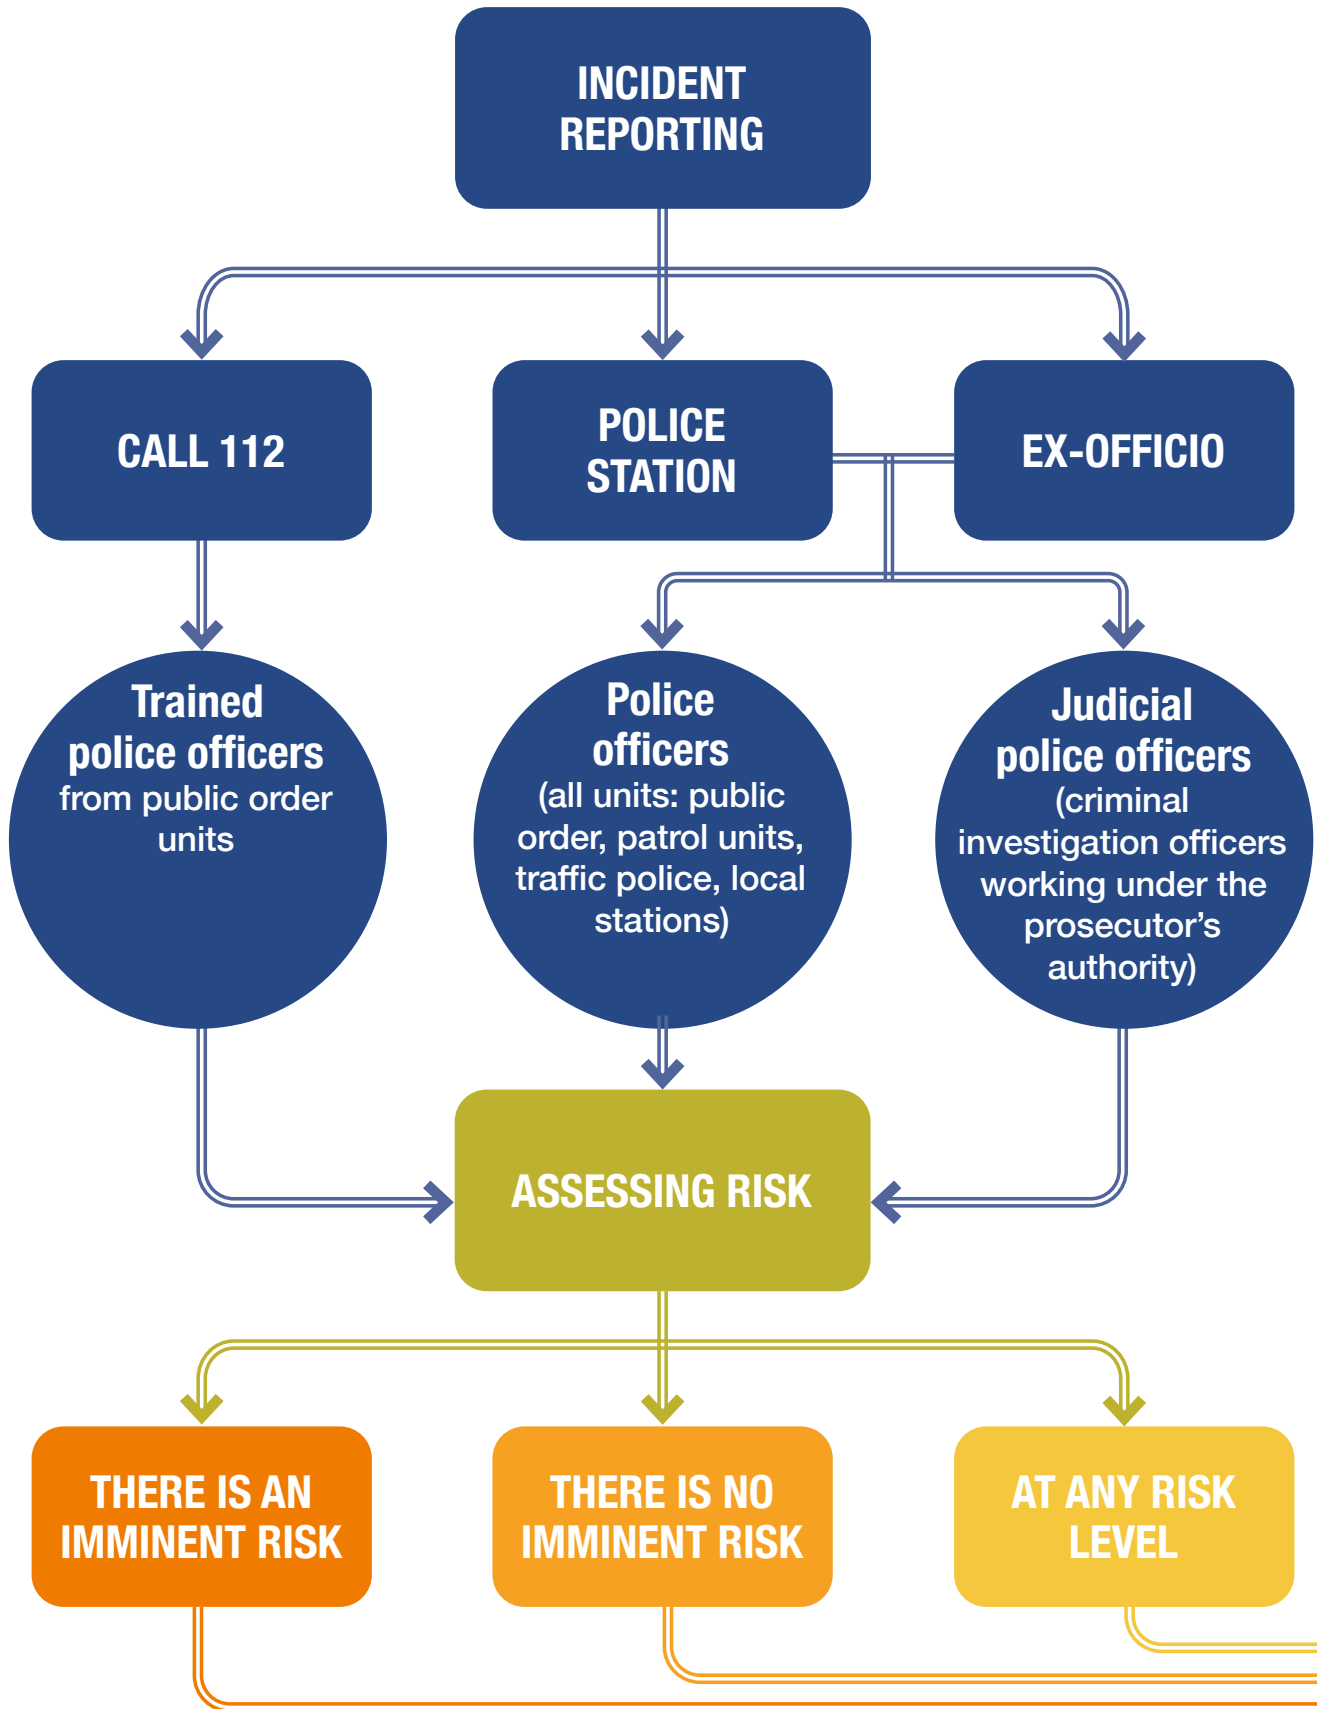 INCIDENT
REPORTING
CALL 112
POLICE
STATION
EX-OFFICIO
Trained
police officers
from public order
units
Police
officers
(all units: public
order, patrol units,
traffic police, local
stations)
Judicial
police officers
(criminal
investigation officers
working under the
prosecutor’s
authority)
ASSESSING RISK
THERE IS AN
IMMINENT RISK
THERE IS NO
IMMINENT RISK
AT ANY RISK
LEVEL